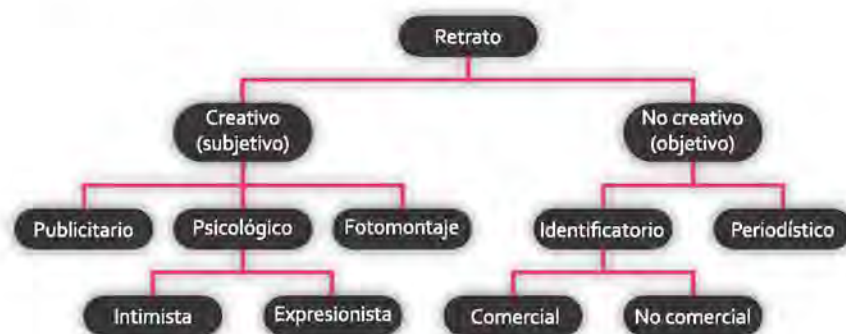 Retrato
Creativo
(subjetivo)
No creativo
(objetivo)
Publicitario
Psicológico
Fotomontaje
Identificatorio
Periodístico
Intimista
Expresionista
Comercial
No comercial